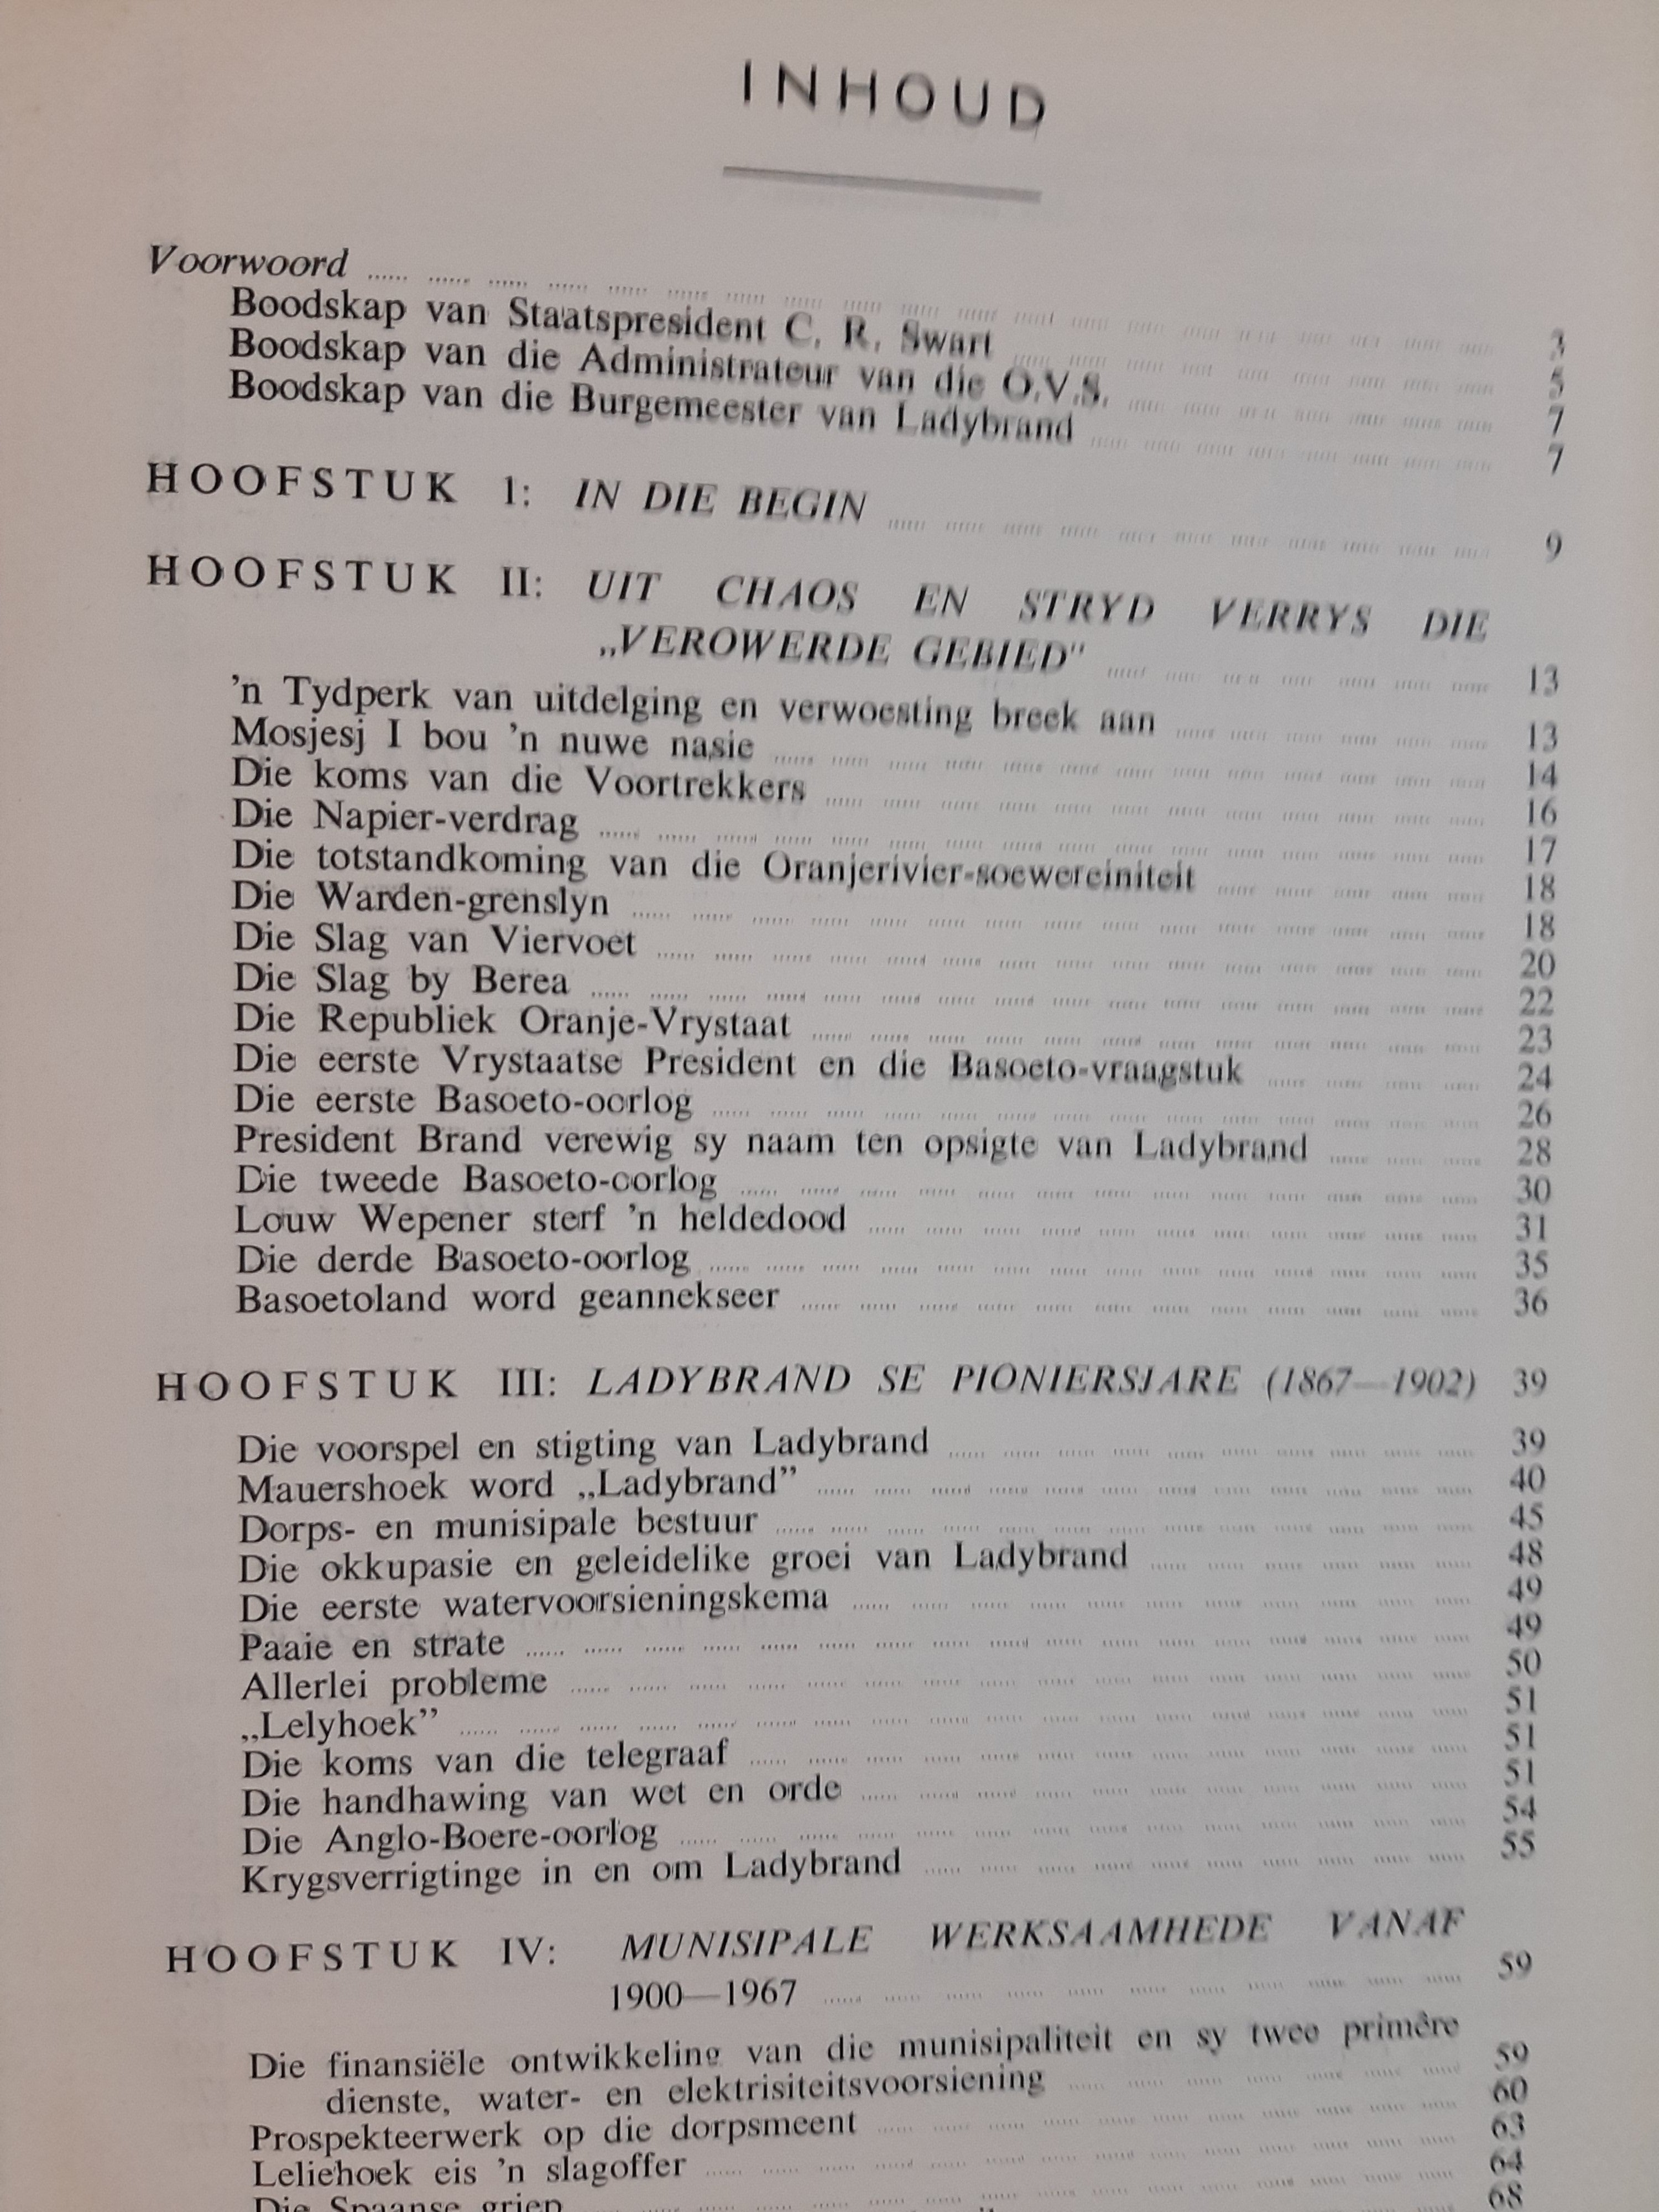 INHOUD
Voorwoord ...... 3
Boodskap van Staatspresident C. R. Swart ...... 5
Boodskap van die Administrateur van die O.V.S. ...... 7
Boodskap van die Burgemeester van Ladybrand ...... 7
HOOFSTUK I: IN DIE BEGIN ...... 9
HOOFSTUK II: UIT CHAOS EN STRYD VERRYS DIE
„VEROWERDE GEBIED” ...... 13
’n Tydperk van uitdelging en verwoesting breek aan ...... 13
Mosjesj I bou ’n nuwe nasie ...... 14
Die koms van die Voortrekkers ...... 16
Die Napier-verdrag ...... 17
Die totstandkoming van die Oranjerivier-soewereiniteit ...... 18
Die Warden-grenslyn ...... 18
Die Slag van Viervoet ...... 20
Die Slag by Berea ...... 22
Die Republiek Oranje-Vrystaat ...... 23
Die eerste Vrystaatse President en die Basoeto-vraagstuk ...... 24
Die eerste Basoeto-oorlog ...... 26
President Brand verewig sy naam ten opsigte van Ladybrand ...... 28
Die tweede Basoeto-oorlog ...... 30
Louw Wepener sterf ’n heldedood ...... 31
Die derde Basoeto-oorlog ...... 35
Basoetoland word geannekseer ...... 36
HOOFSTUK III: LADYBRAND SE PIONIERSJARE (1867—1902) 39
Die voorspel en stigting van Ladybrand ...... 39
Mauershoek word „Ladybrand” ...... 40
Dorps- en munisipale bestuur ...... 45
Die okkupasie en geleidelike groei van Ladybrand ...... 48
Die eerste watervoorsieningskema ...... 49
Paaie en strate ...... 49
Allerlei probleme ...... 50
„Lelyhoek” ...... 51
Die koms van die telegraaf ...... 51
Die handhawing van wet en orde ...... 51
Die Anglo-Boere-oorlog ...... 54
Krygsverrigtinge in en om Ladybrand ...... 55
HOOFSTUK IV: MUNISIPALE WERKSAAMHEDE VANAF
1900—1967 ...... 59
Die finansiële ontwikkeling van die munisipaliteit en sy twee primêre
dienste, water- en elektrisiteitsvoorsiening ...... 59
Prospekteerwerk op die dorpsmeent ...... 60
Leliehoek eis ’n slagoffer ...... 63
Die Spaanse griep ...... 64
68